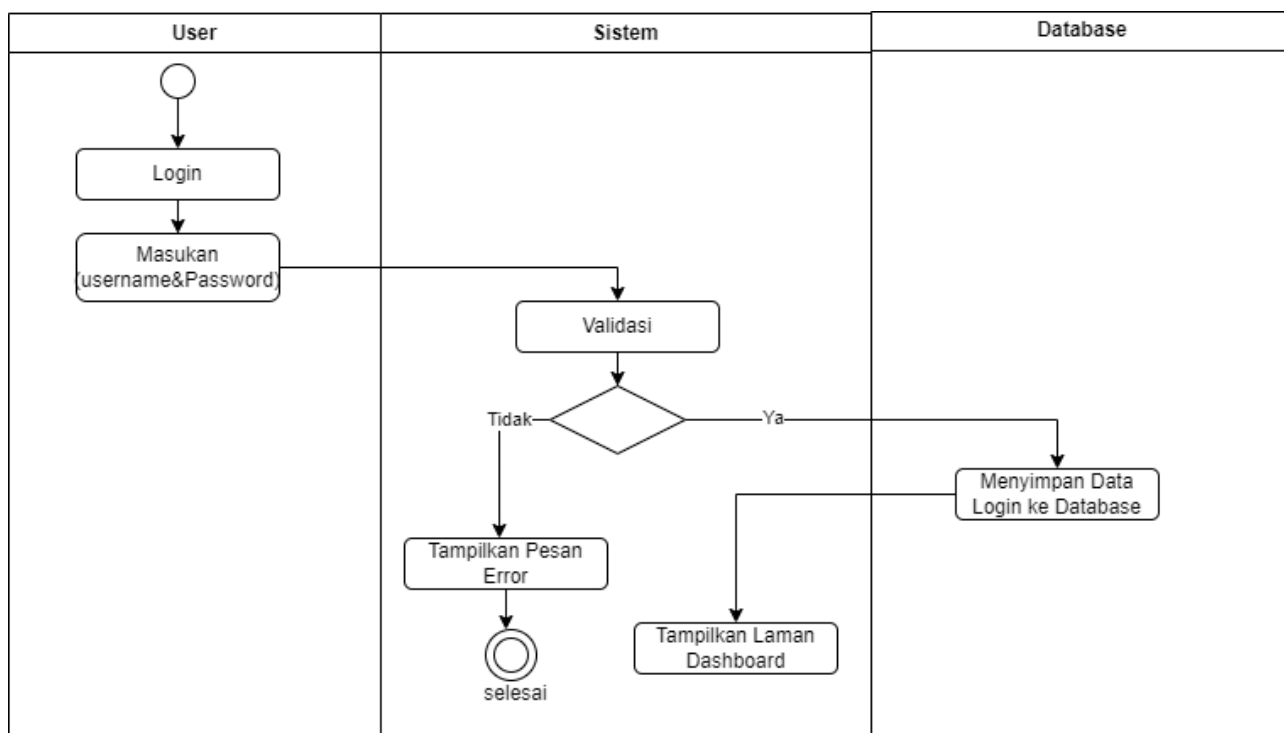 User
Sistem
Database
Login
Masukan
(username&Password)
Validasi
Tidak
Ya
Menyimpan Data
Login ke Database
Tampilkan Pesan
Error
Tampilkan Laman
Dashboard
selesai